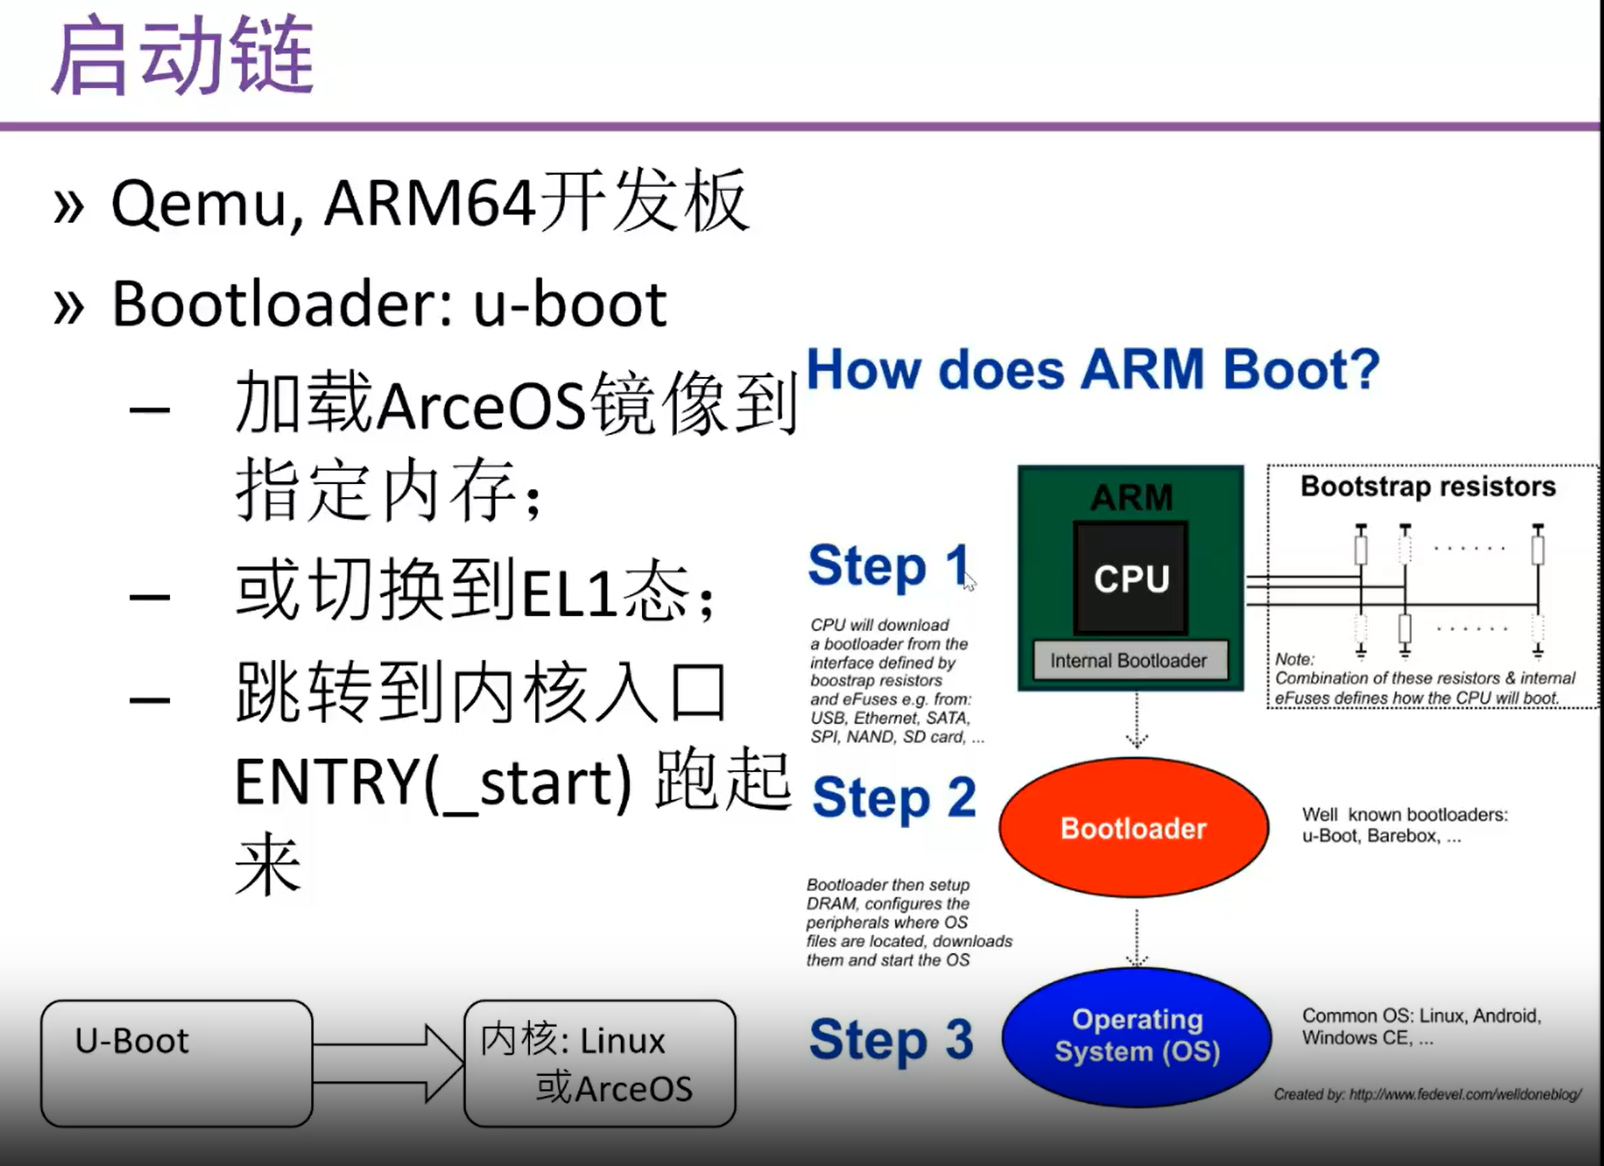 启动链
» Qemu, ARM64开发板
» Bootloader: u-boot
– 加载ArceOS镜像到
指定内存；
– 或切换到EL1态；
– 跳转到内核入口
ENTRY(_start) 跑起
来
U-Boot
内核: Linux
或ArceOS
How does ARM Boot?
Step 1
CPU will download
a bootloader from the
interface defined by
boostrap resistors
and eFuses e.g. from:
USB, Ethernet, SATA,
SPI, NAND, SD card, ...
ARM
CPU
Internal Bootloader
Bootstrap resistors
Note:
Combination of these resistors & internal
eFuses defines how the CPU will boot.
Step 2
Bootloader then setup
DRAM, configures the
peripherals where OS
files are located, downloads
them and start the OS
Bootloader
Well known bootloaders:
u-Boot, Barebox, ...
Step 3
Operating
System (OS)
Common OS: Linux, Android,
Windows CE, ...
Created by: http://www.fedevel.com/welldoneblog/